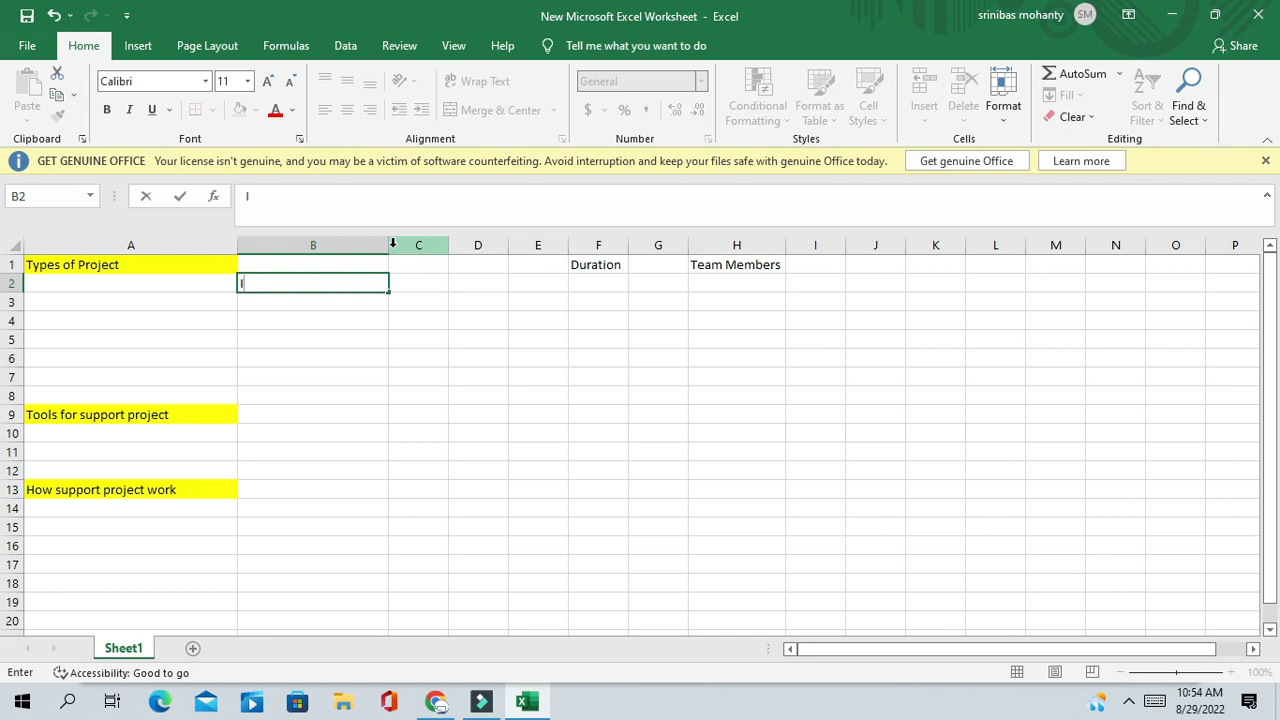 New Microsoft Excel Worksheet - Excel
srinibas mohanty SM
File Home Insert Page Layout Formulas Data Review View Help Tell me what you want to do Share
Calibri 11 Wrap Text General Conditional Formatting Format as Table Cell Styles Insert Delete Format AutoSum Fill Clear Sort & Filter Find & Select
Paste B I U A Merge & Center $ % ,
Clipboard Font Alignment Number Styles Cells Editing
GET GENUINE OFFICE Your license isn't genuine, and you may be a victim of software counterfeiting. Avoid interruption and keep your files safe with genuine Office today. Get genuine Office Learn more
B2 fx I
A B C D E F G H I J K L M N O P
1 Types of Project Duration Team Members
2 I
3
4
5
6
7
8
9 Tools for support project
10
11
12
13 How support project work
14
15
16
17
18
19
20
Sheet1
Enter Accessibility: Good to go 100%
10:54 AM
8/29/2022